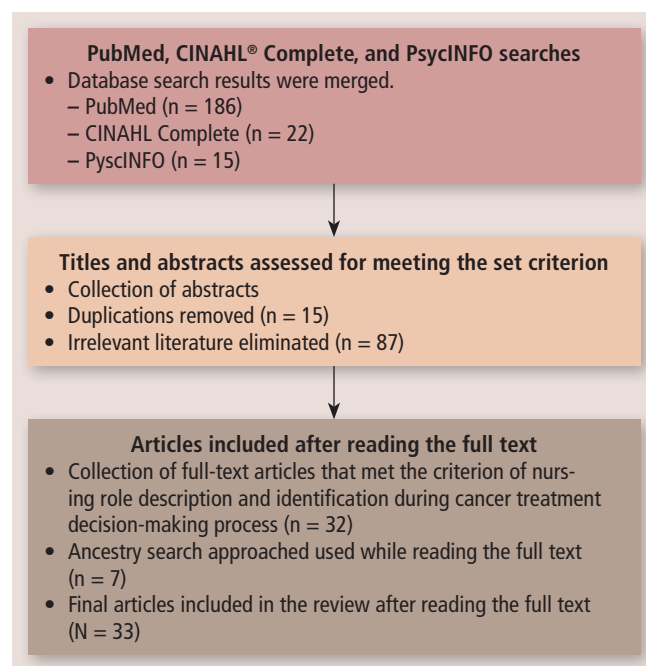 PubMed, CINAHL® Complete, and PsycINFO searches
• Database search results were merged.
– PubMed (n = 186)
– CINAHL Complete (n = 22)
– PyscINFO (n = 15)
Titles and abstracts assessed for meeting the set criterion
• Collection of abstracts
• Duplications removed (n = 15)
• Irrelevant literature eliminated (n = 87)
Articles included after reading the full text
• Collection of full-text articles that met the criterion of nurs-
ing role description and identification during cancer treatment
decision-making process (n = 32)
• Ancestry search approached used while reading the full text
(n = 7)
• Final articles included in the review after reading the full text
(N = 33)